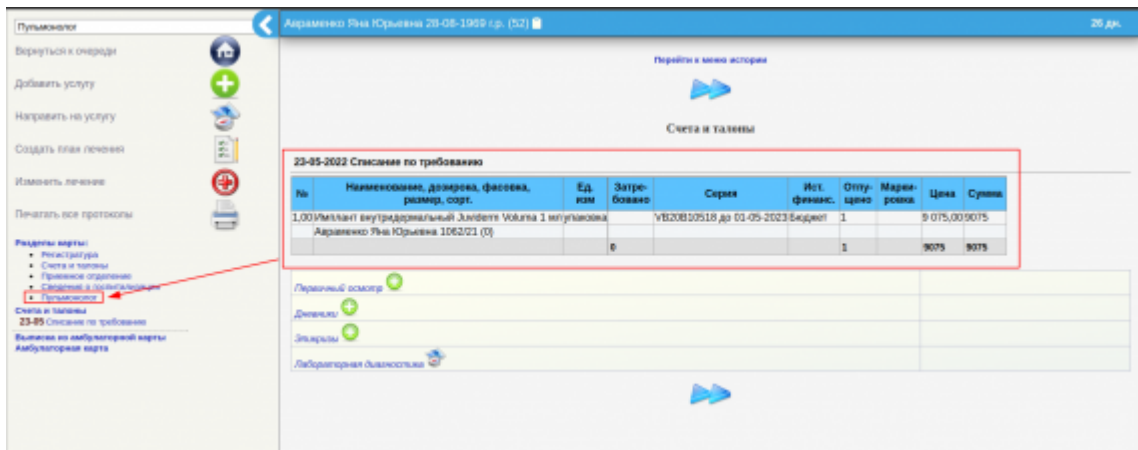 Пульмонолог
Авраменко Яна Юрьевна 28-08-1969 г.р. (52)
26 дн.
Вернуться к очереди
Добавить услугу
Направить на услугу
Создать план лечения
Изменить лечение
Печатать все протоколы
Разделы карты:
Регистратура
Счета и талоны
Приемное отделение
Сведения о госпитализации
Пульмонолог
Счета и талоны
23-05 Списание по требованию
Выписка из амбулаторной карты
Амбулаторная карта
Перейти к меню истории
Счета и талоны
23-05-2022 Списание по требованию
№ Наименование, дозировка, фасовка, размер, сорт. Ед. изм Затре-бовано Серия Ист. финанс. Отпу-щено Марки-ровка Цена Сумма
1,00 Имплант внутридермальный Juviderm Voluma 1 мл упаковка VB20B10518 до 01-05-2023 Бюджет 1 9 075,00 9075
Авраменко Яна Юрьевна 1062/21 (0)
0 1 9075 9075
Первичный осмотр
Дневники
Эпикризы
Лабораторная диагностика